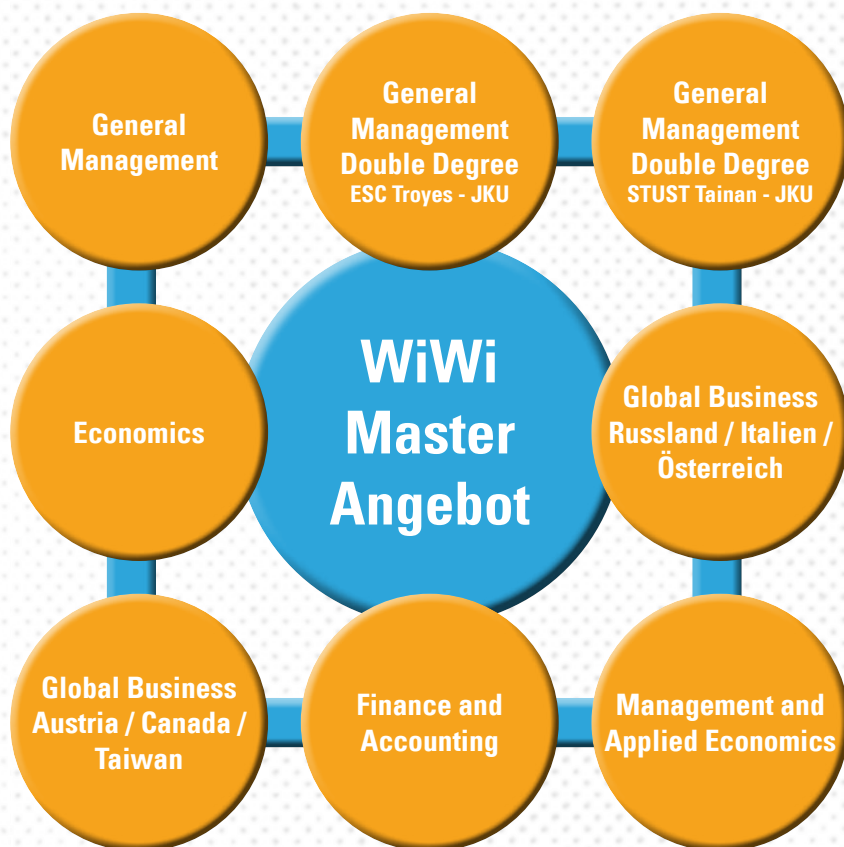 General
Management
General
Management
Double Degree
ESC Troyes - JKU
General
Management
Double Degree
STUST Tainan - JKU
Economics
WiWi
Master
Angebot
Global Business
Russland / Italien /
Österreich
Global Business
Austria / Canada /
Taiwan
Finance and
Accounting
Management and
Applied Economics